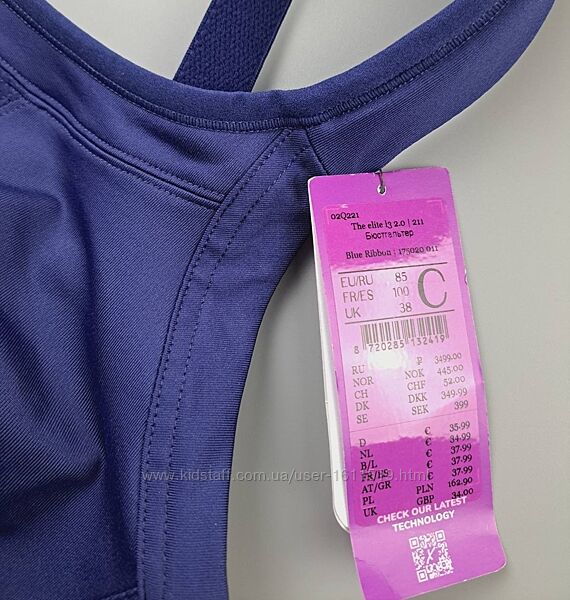 02Q221
The elite i3 2.0 | 211
Бюстгальтер
Blue Ribbon | 175020 011
EU/RU 85 C
FR/ES 100
UK 38
8 720285 132419
RU ₽ 3499.00
NOR NOK 445.00
CH CHF 52.00
DK DKK 349.99
SE SEK 399
D € 35.99
NL € 34.99
B/L € 37.99
FR/ES € 37.99
AT/GR € 37.99
PL PLN 162.90
UK GBP 34.00
CHECK OUR LATEST
TECHNOLOGY
www.kidstaff.com.ua/user-